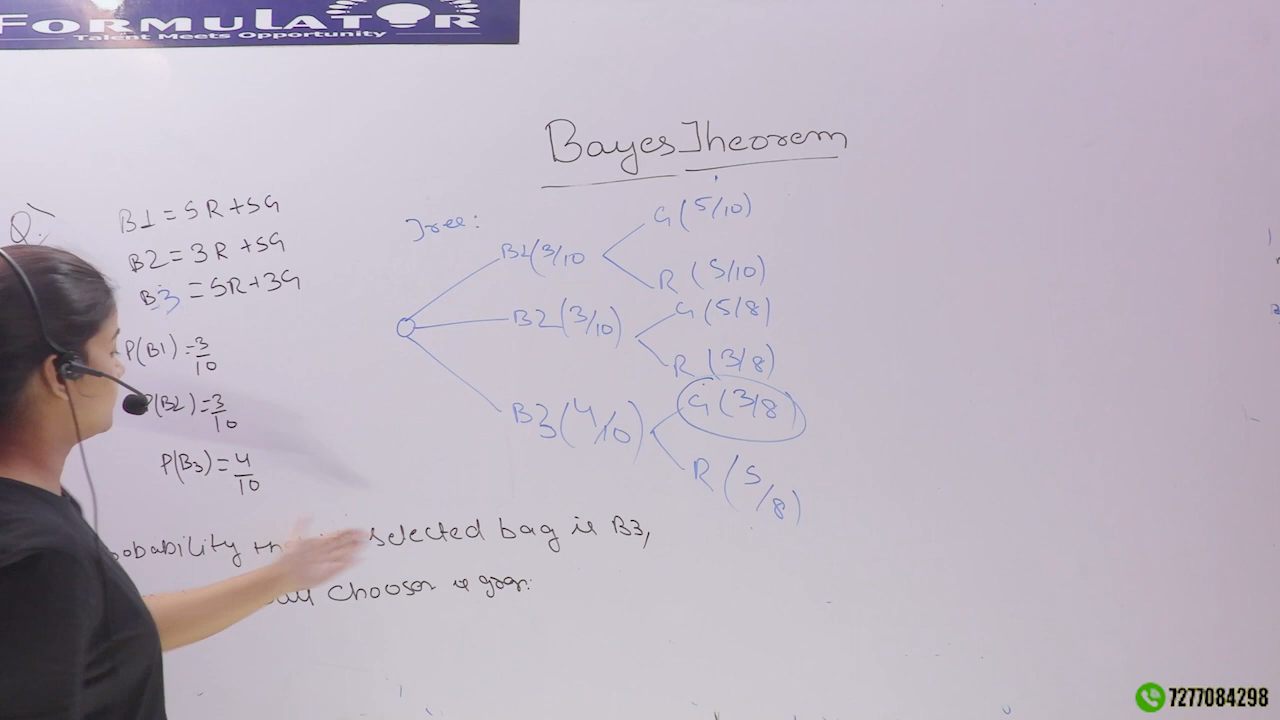 FORMULATOR
Talent Meets Opportunity
Bayes Theorem
Q.)
B1 = 5R + 5G
B2 = 3R + 5G
B3 = 5R + 3G
P(B1) = 3/10
P(B2) = 3/10
P(B3) = 4/10
Tree:
B1(3/10
G (5/10)
R (5/10)
B2(3/10)
G (5/8)
R (3/8)
B3(4/10)
G (3/8)
R (5/8)
selected bag is B3,
choosen is
7277084298